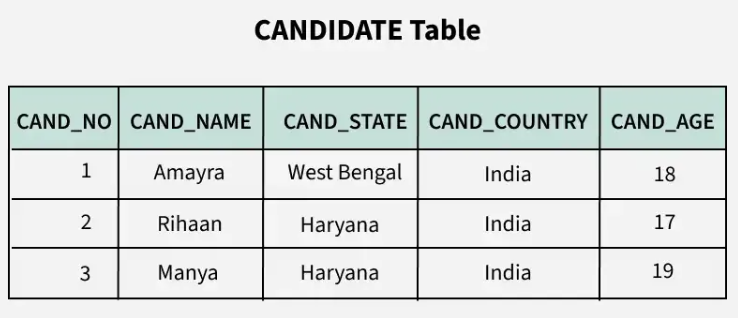 CANDIDATE Table
CAND_NO CAND_NAME CAND_STATE CAND_COUNTRY CAND_AGE
1 Amayra West Bengal India 18
2 Rihaan Haryana India 17
3 Manya Haryana India 19